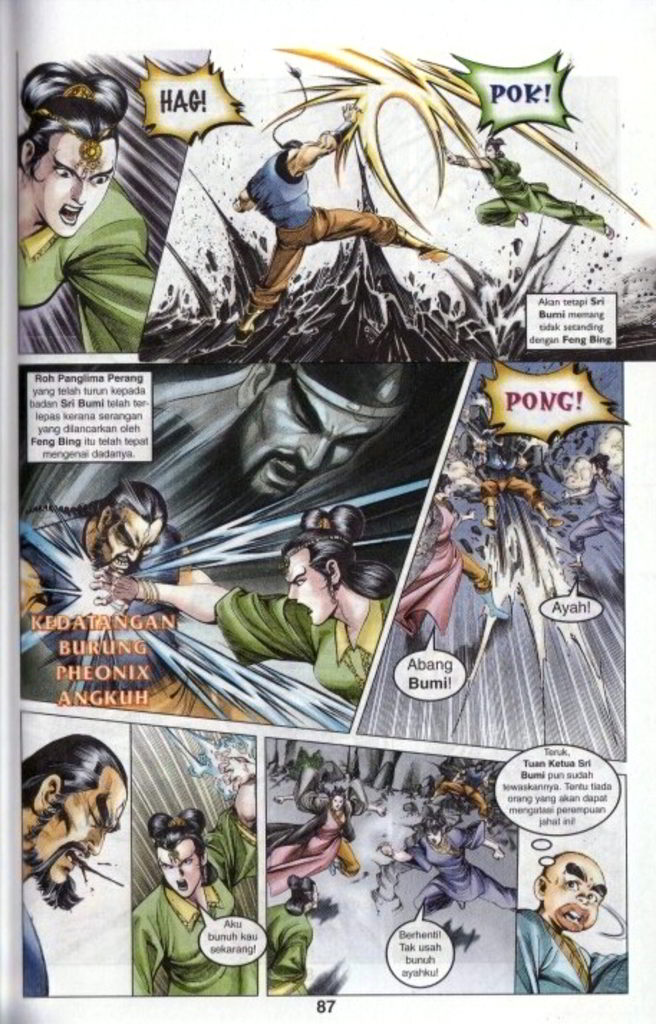 HAG!
POK!
Akan tetapi Sri
Bumi memang
tidak setanding
dengan Feng Bing.
Roh Panglima Perang
yang telah turun kepada
badan Sri Bumi telah ter-
lepas kerana serangan
yang dilancarkan oleh
Feng Bing itu telah tepat
mengenai dadanya.
PONG!
KEDATANGAN
BURUNG
PHEONIX
ANGKUH
Ayah!
Abang
Bumi!
Aku
bunuh kau
sekarang!
Berhenti!
Tak usah
bunuh
ayahku!
Teruk,
Tuan Ketoa Sri
Bumi pun sudah
tewaskannya. Tentu tiada
orang yang akan dapat
mengatasi perempuan
jahat ini!
87